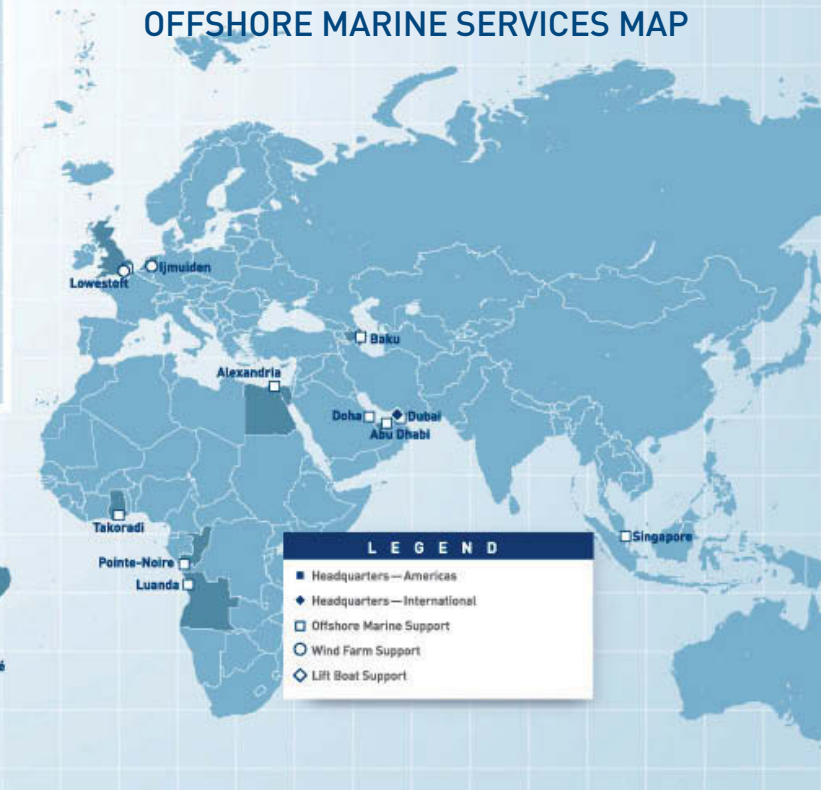 OFFSHORE MARINE SERVICES MAP
Ijmuiden
Lowestoft
Baku
Alexandria
Doha
Dubai
Abu Dhabi
Takoradi
Singapore
Pointe-Noire
Luanda
LEGEND
Headquarters—Americas
Headquarters—International
Offshore Marine Support
Wind Farm Support
Lift Boat Support
é